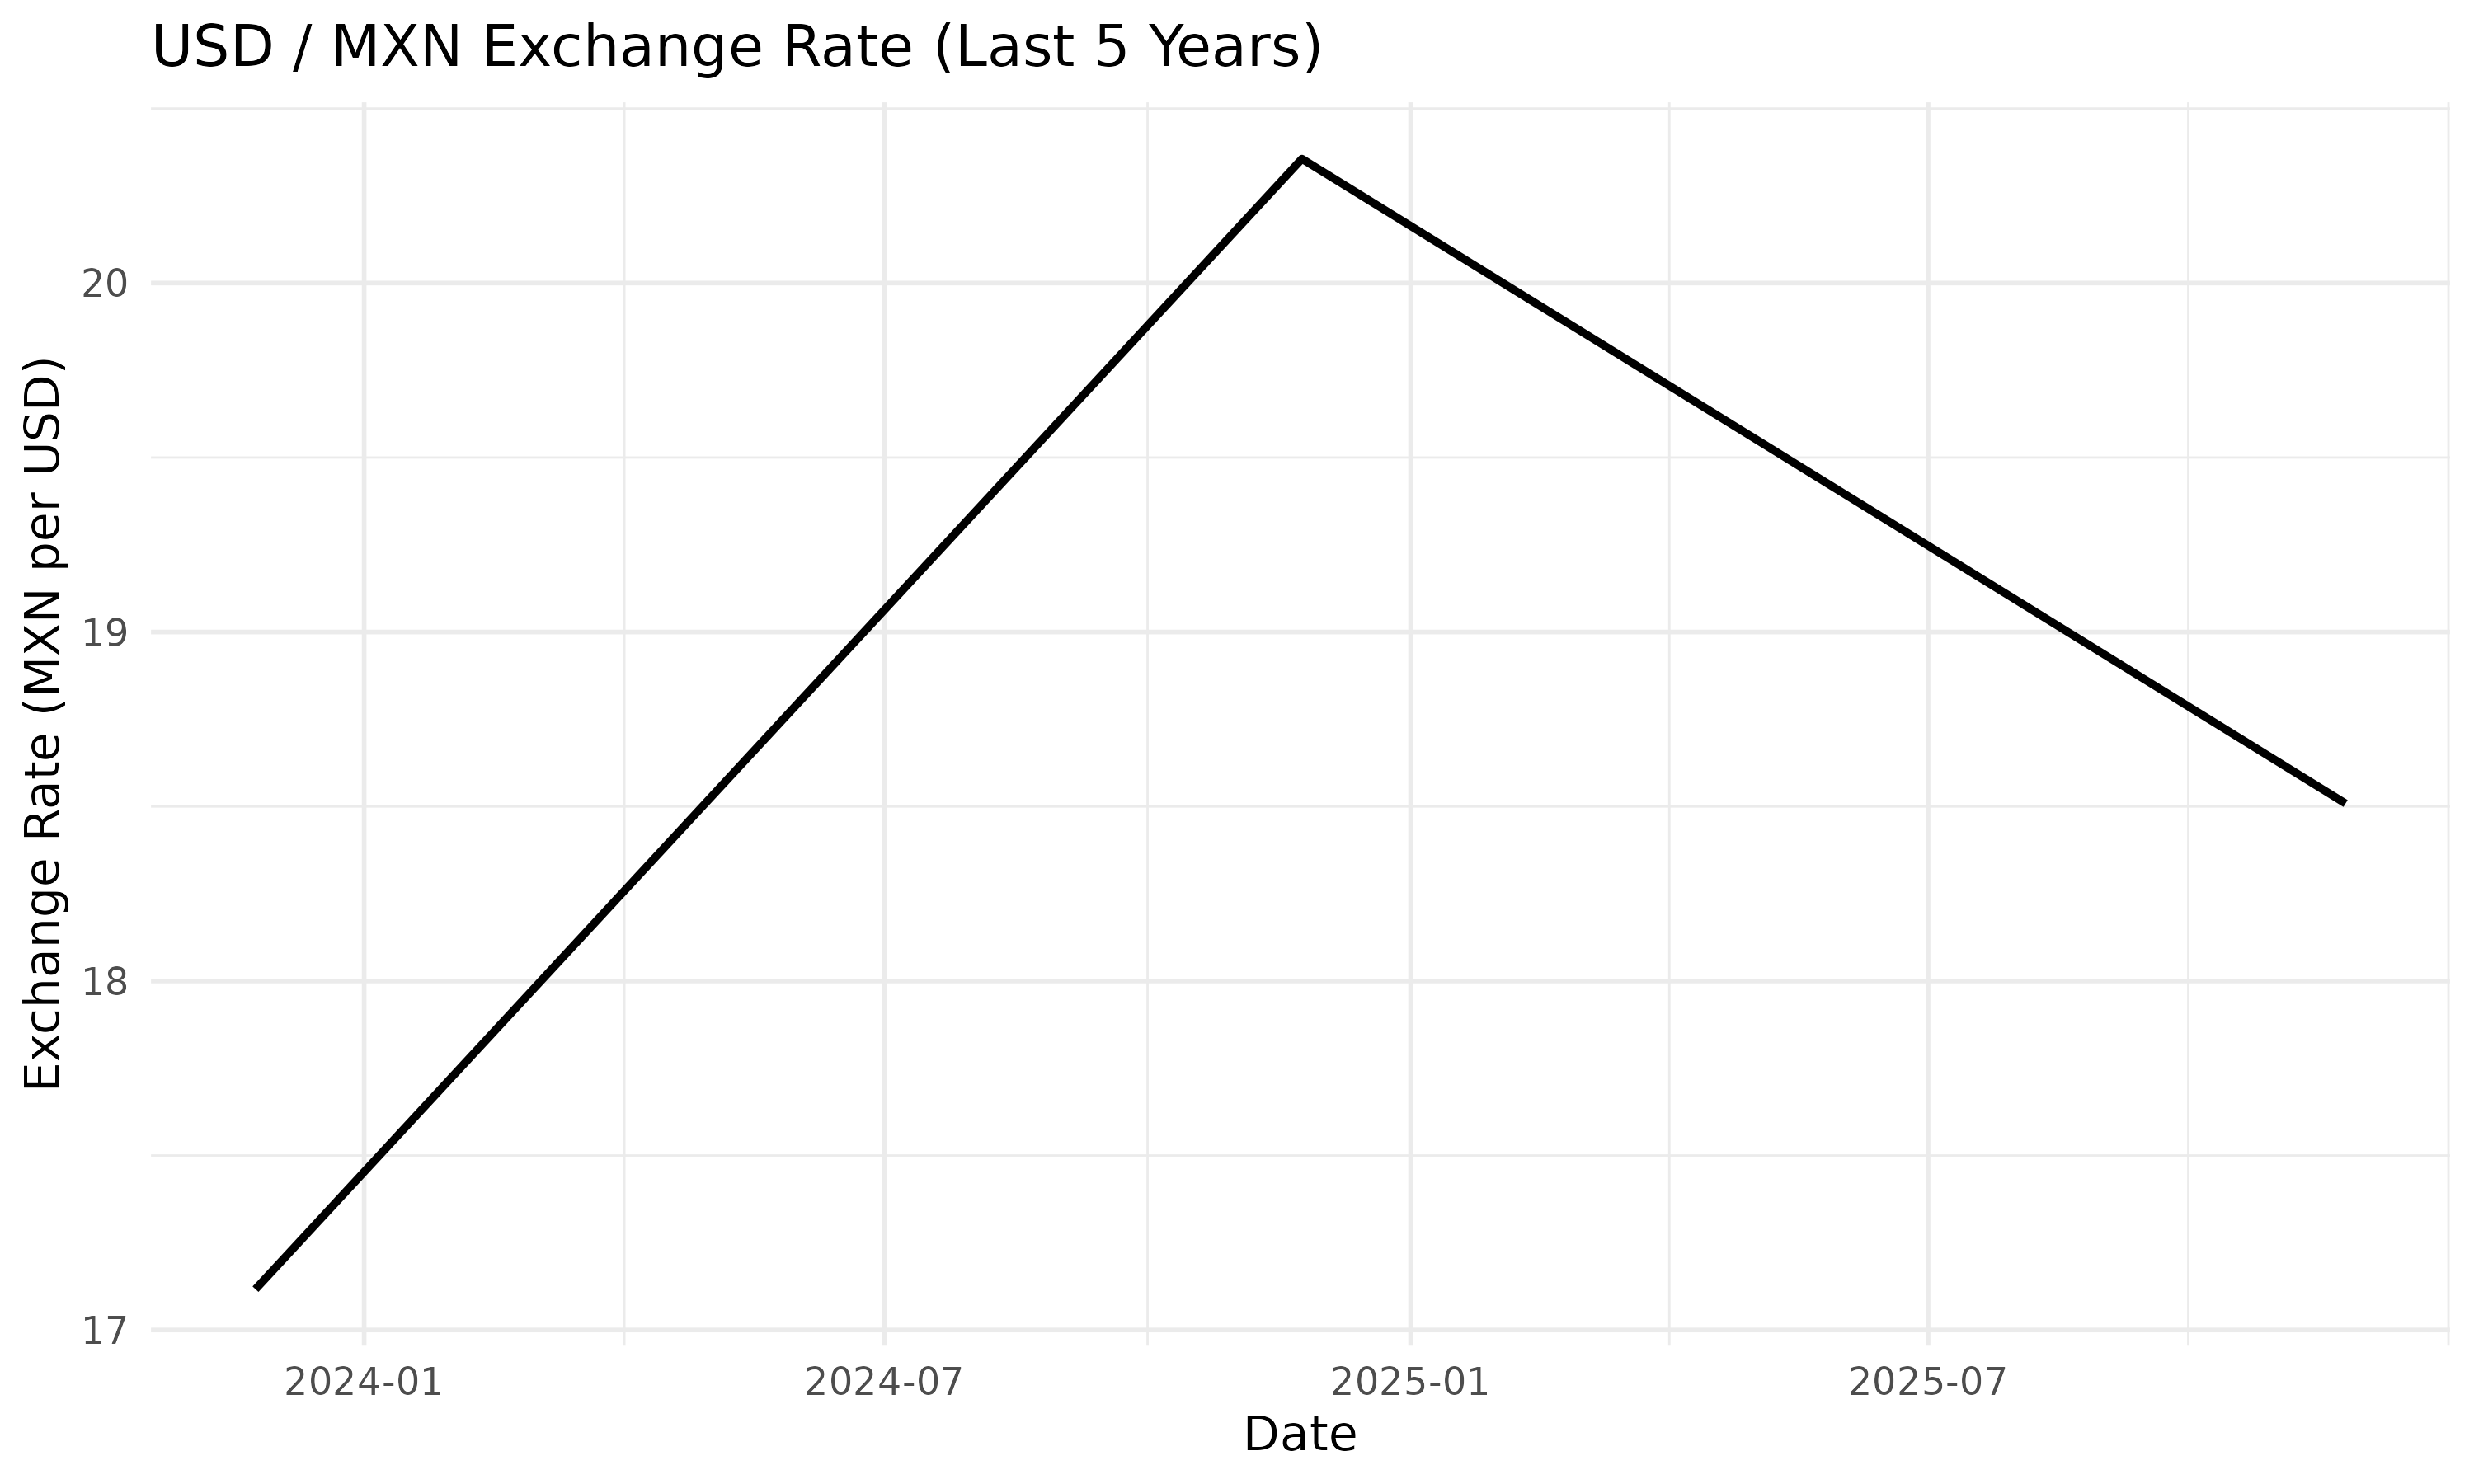 USD / MXN Exchange Rate (Last 5 Years)
Exchange Rate (MXN per USD)
20
19
18
17
2024-01
2024-07
2025-01
2025-07
Date